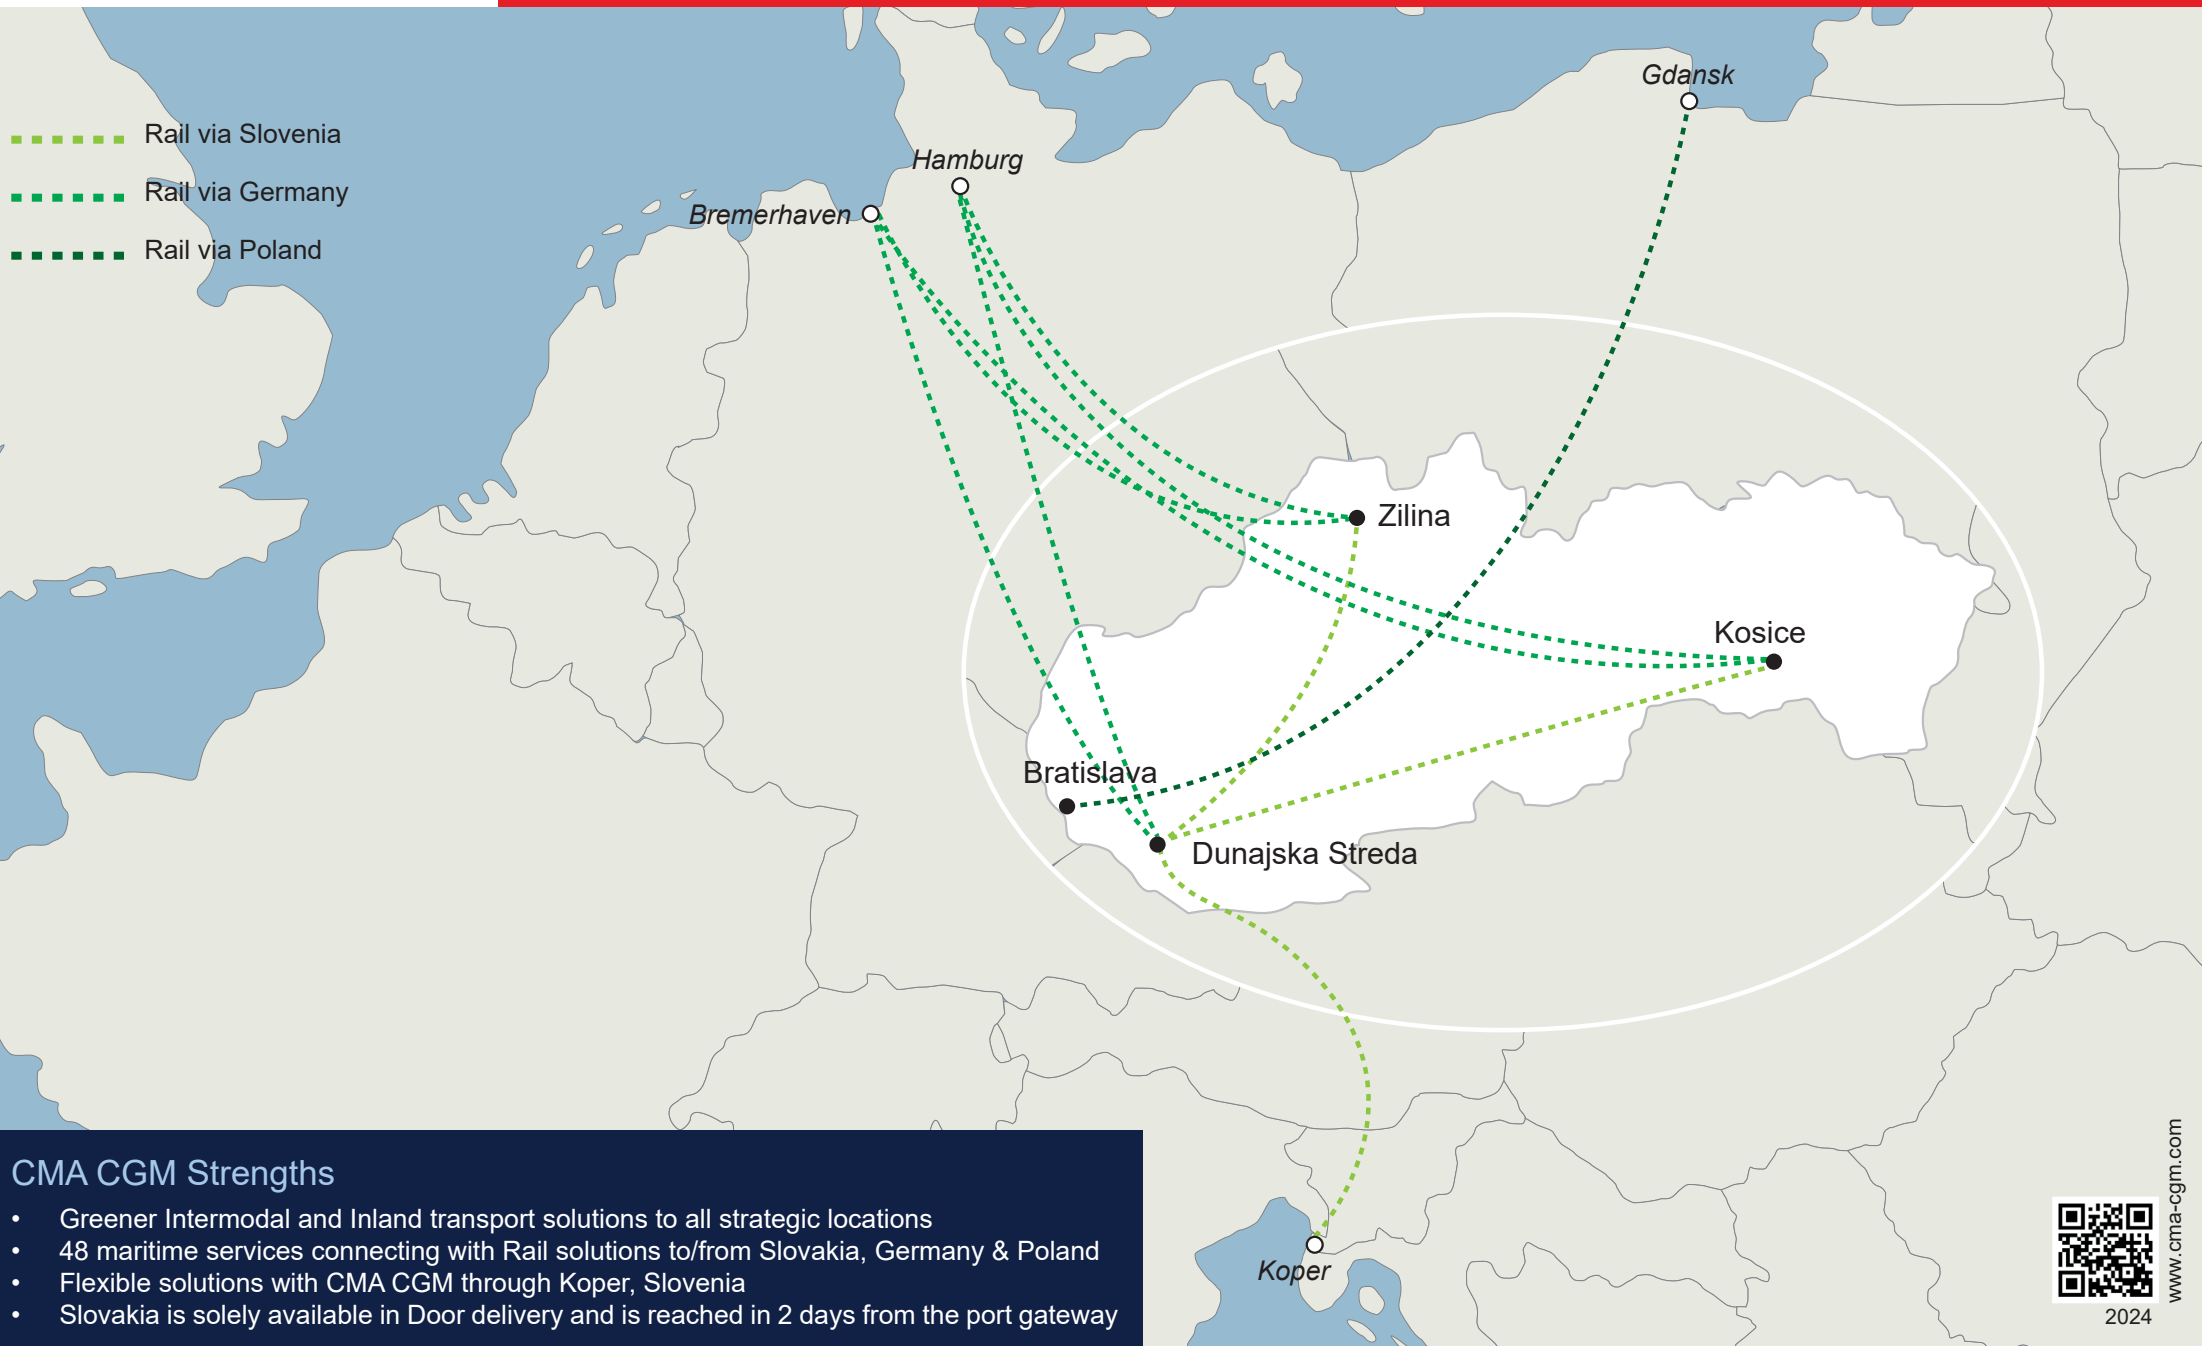 Gdansk
Rail via Slovenia
Hamburg
Rail via Germany
Bremerhaven
Rail via Poland
Zilina
Kosice
Bratislava
Dunajska Streda
Koper
CMA CGM Strengths
• Greener Intermodal and Inland transport solutions to all strategic locations
• 48 maritime services connecting with Rail solutions to/from Slovakia, Germany & Poland
• Flexible solutions with CMA CGM through Koper, Slovenia
• Slovakia is solely available in Door delivery and is reached in 2 days from the port gateway
www.cma-cgm.com
2024